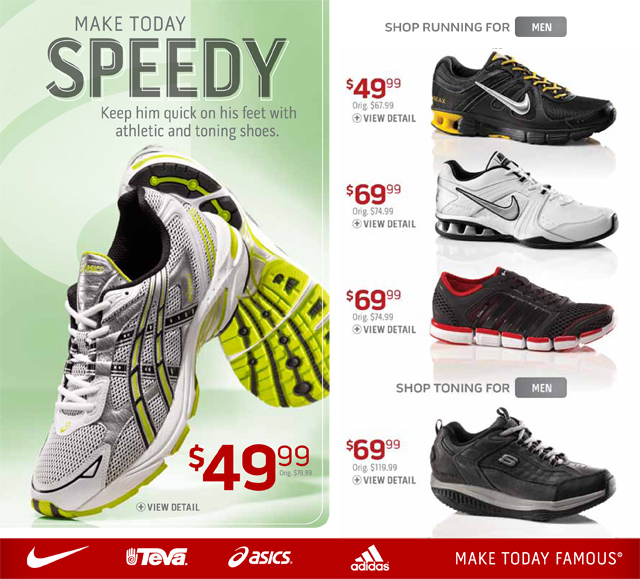 MAKE TODAY
SPEEDY
Keep him quick on his feet with
athletic and toning shoes.
asics
$49.99
Orig. $79.99
VIEW DETAIL
SHOP RUNNING FOR MEN
$49.99
Orig. $67.99
VIEW DETAIL
$69.99
Orig. $74.99
VIEW DETAIL
$69.99
Orig. $74.99
VIEW DETAIL
SHOP TONING FOR MEN
$69.99
Orig. $119.99
VIEW DETAIL
Teva asics adidas MAKE TODAY FAMOUS®